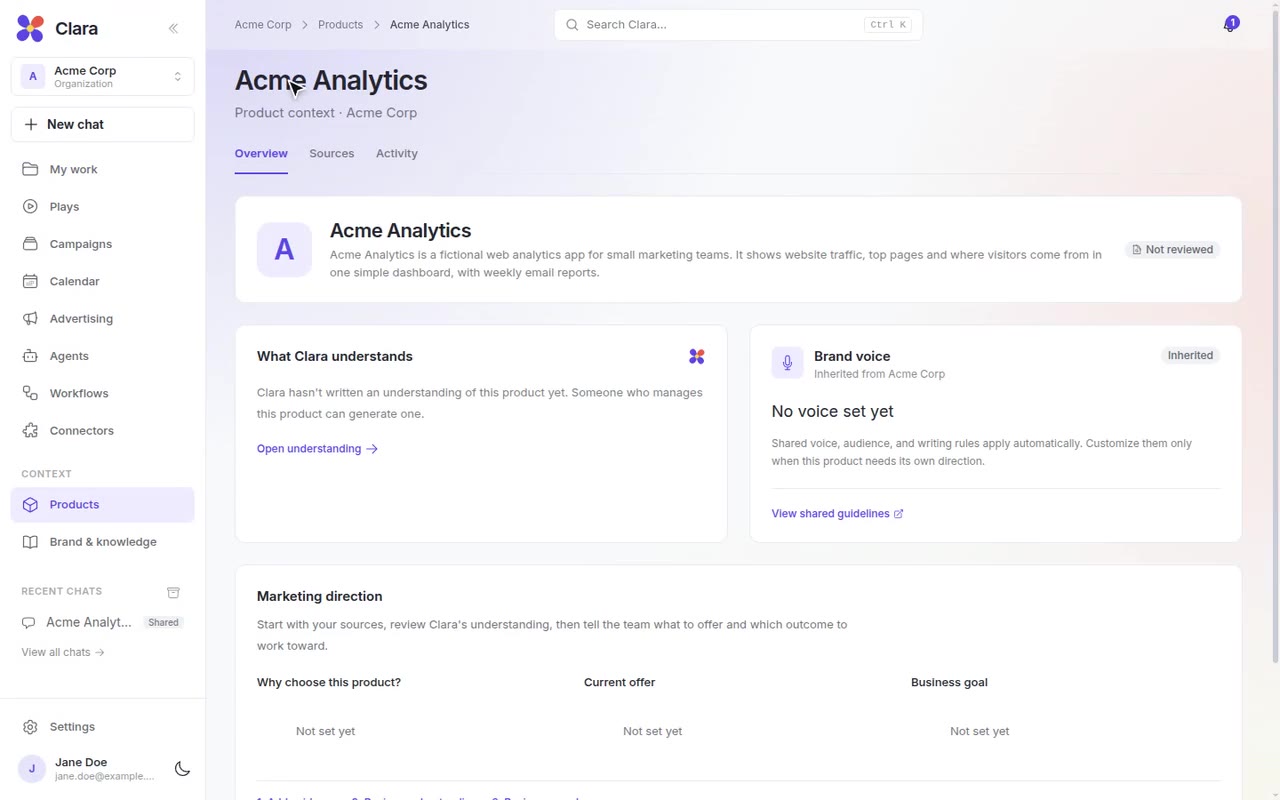 Clara
Acme Corp > Products > Acme Analytics
Search Clara...
Ctrl K
1
A
Acme Corp
Organization
New chat
My work
Plays
Campaigns
Calendar
Advertising
Agents
Workflows
Connectors
CONTEXT
Products
Brand & knowledge
RECENT CHATS
Acme Analyt...
Shared
View all chats →
Settings
J
Jane Doe
jane.doe@example....
Acme Analytics
Product context · Acme Corp
Overview
Sources
Activity
A
Acme Analytics
Acme Analytics is a fictional web analytics app for small marketing teams. It shows website traffic, top pages and where visitors come from in
one simple dashboard, with weekly email reports.
Not reviewed
What Clara understands
Clara hasn't written an understanding of this product yet. Someone who manages
this product can generate one.
Open understanding →
Brand voice
Inherited from Acme Corp
Inherited
No voice set yet
Shared voice, audience, and writing rules apply automatically. Customize them only
when this product needs its own direction.
View shared guidelines
Marketing direction
Start with your sources, review Clara's understanding, then tell the team what to offer and which outcome to
work toward.
Why choose this product?
Not set yet
Current offer
Not set yet
Business goal
Not set yet